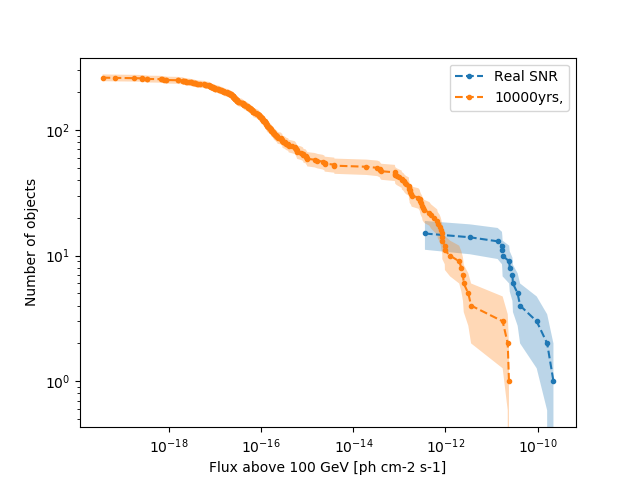 Real SNR
10000yrs,
Number of objects
10²
10¹
10⁰
10⁻¹⁸
10⁻¹⁶
10⁻¹⁴
10⁻¹²
10⁻¹⁰
Flux above 100 GeV [ph cm-2 s-1]